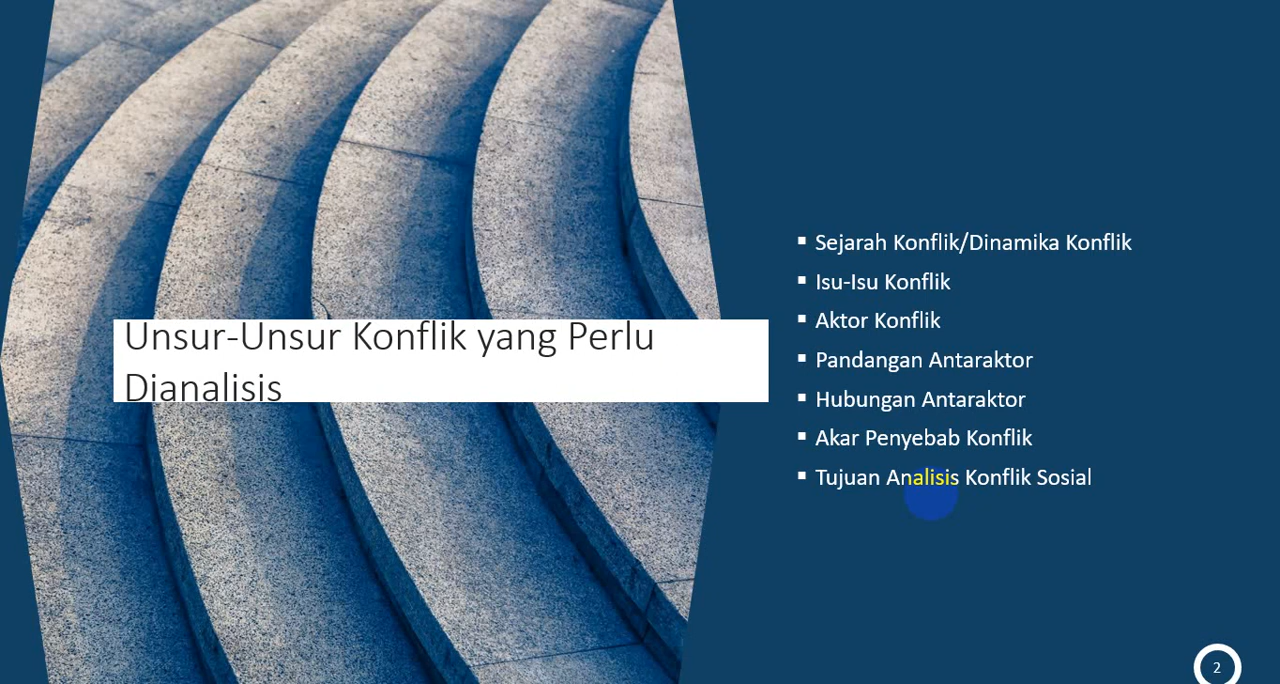 Unsur-Unsur Konflik yang Perlu
Dianalisis
▪ Sejarah Konflik/Dinamika Konflik
▪ Isu-Isu Konflik
▪ Aktor Konflik
▪ Pandangan Antaraktor
▪ Hubungan Antaraktor
▪ Akar Penyebab Konflik
▪ Tujuan Analisis Konflik Sosial
2